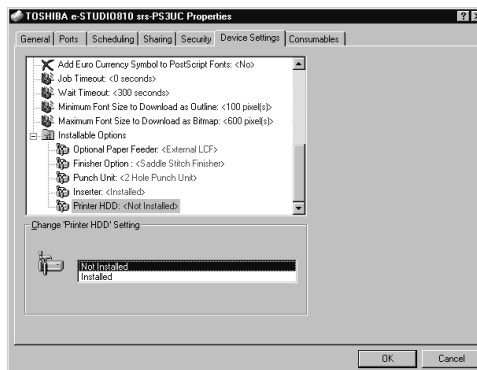 TOSHIBA e-STUDIO810 srs-PS3UC Properties
General Ports Scheduling Sharing Security Device Settings Consumables
Add Euro Currency Symbol to PostScript Fonts: <No>
Job Timeout: <0 seconds>
Wait Timeout: <300 seconds>
Minimum Font Size to Download as Outline: <100 pixel(s)>
Maximum Font Size to Download as Bitmap: <600 pixel(s)>
Installable Options
Optional Paper Feeder: <External LCF>
Finisher Option : <Saddle Stitch Finisher>
Punch Unit: <2 Hole Punch Unit>
Inserter: <Installed>
Printer HDD: <Not Installed>
Change 'Printer HDD' Setting
Not Installed
Installed
OK Cancel